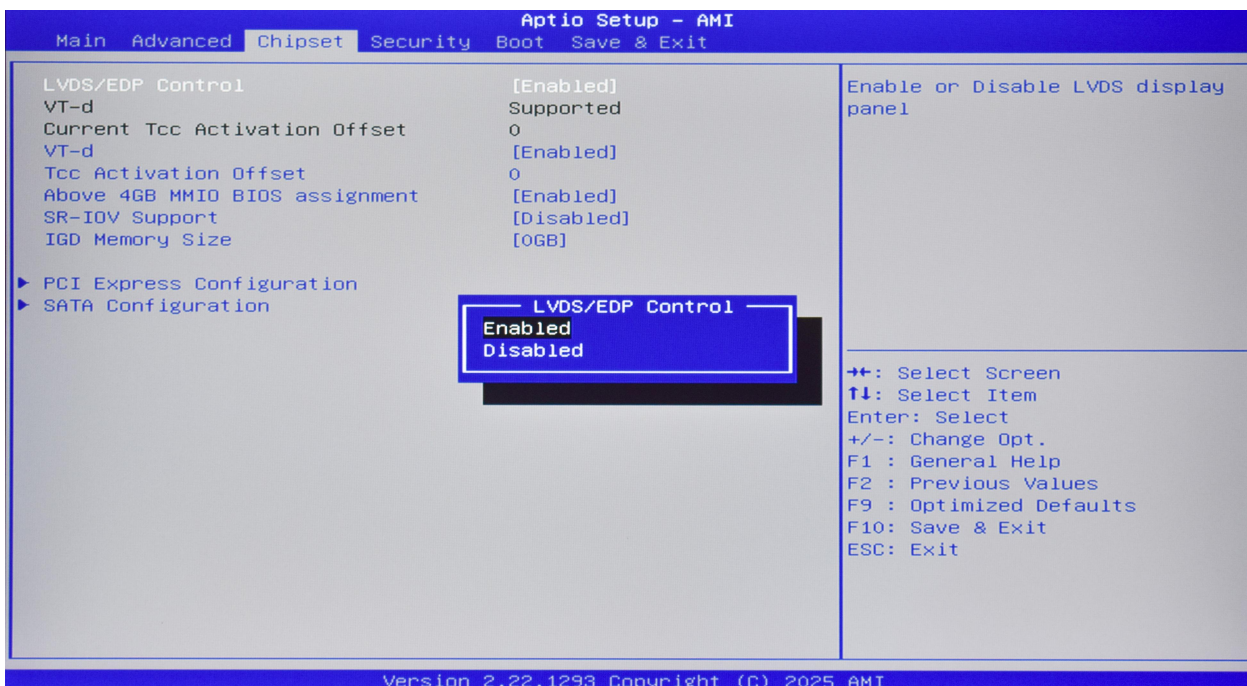 Aptio Setup – AMI
Main Advanced Chipset Security Boot Save & Exit
LVDS/EDP Control [Enabled]
VT-d Supported
Current Tcc Activation Offset 0
VT-d [Enabled]
Tcc Activation Offset 0
Above 4GB MMIO BIOS assignment [Enabled]
SR-IOV Support [Disabled]
IGD Memory Size [0GB]
PCI Express Configuration
SATA Configuration
LVDS/EDP Control
Enabled
Disabled
Enable or Disable LVDS display
panel
→←: Select Screen
↑↓: Select Item
Enter: Select
+/-: Change Opt.
F1 : General Help
F2 : Previous Values
F9 : Optimized Defaults
F10: Save & Exit
ESC: Exit
Version 2.22.1293 Copyright (C) 2025 AMI